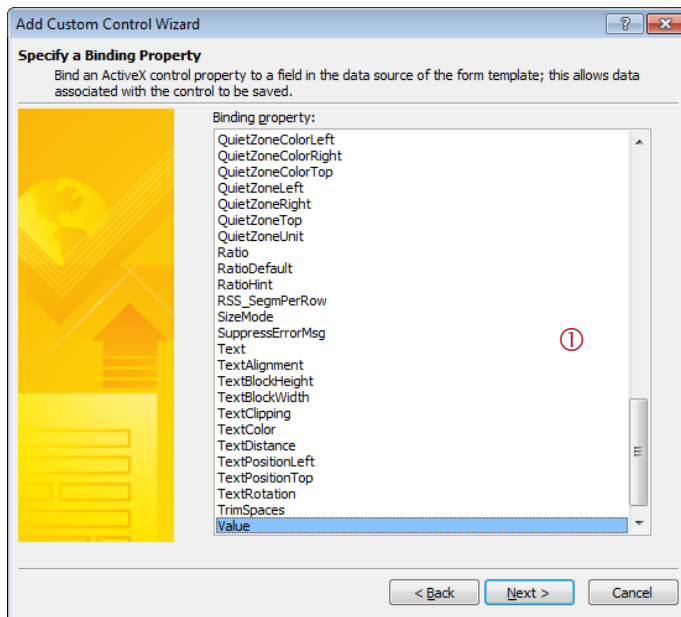 Add Custom Control Wizard
Specify a Binding Property
Bind an ActiveX control property to a field in the data source of the form template; this allows data
associated with the control to be saved.
Binding property:
QuietZoneColorLeft
QuietZoneColorRight
QuietZoneColorTop
QuietZoneLeft
QuietZoneRight
QuietZoneTop
QuietZoneUnit
Ratio
RatioDefault
RatioHint
RSS_SegmPerRow
SizeMode
SuppressErrorMsg
Text
①
TextAlignment
TextBlockHeight
TextBlockWidth
TextClipping
TextColor
TextDistance
TextPositionLeft
TextPositionTop
TextRotation
TrimSpaces
Value
< Back Next > Cancel